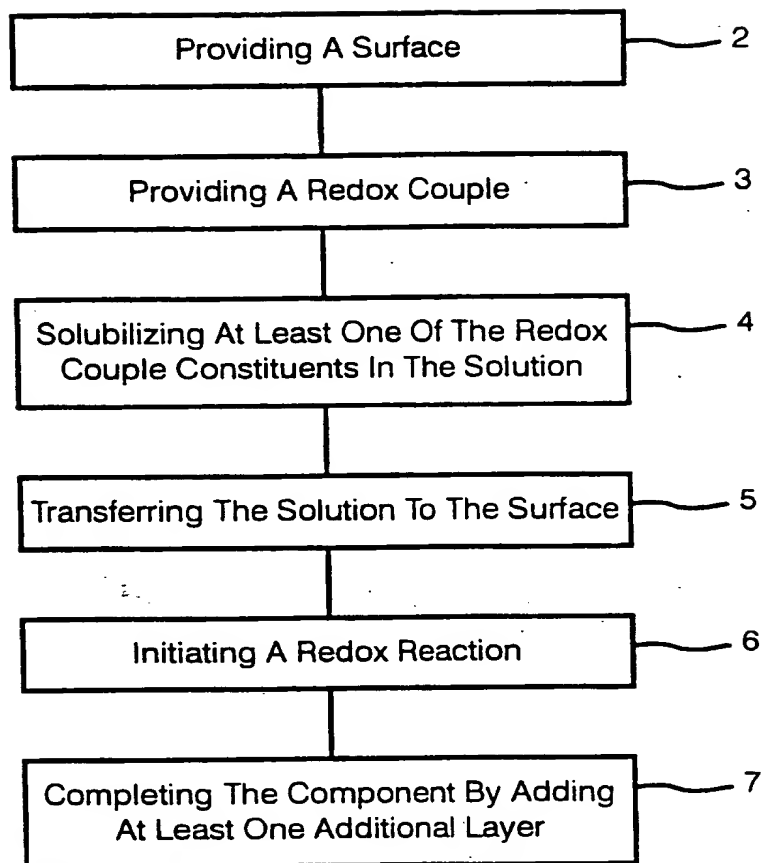 Providing A Surface
2
Providing A Redox Couple
3
Solubilizing At Least One Of The Redox
Couple Constituents In The Solution
4
Transferring The Solution To The Surface
5
Initiating A Redox Reaction
6
Completing The Component By Adding
At Least One Additional Layer
7